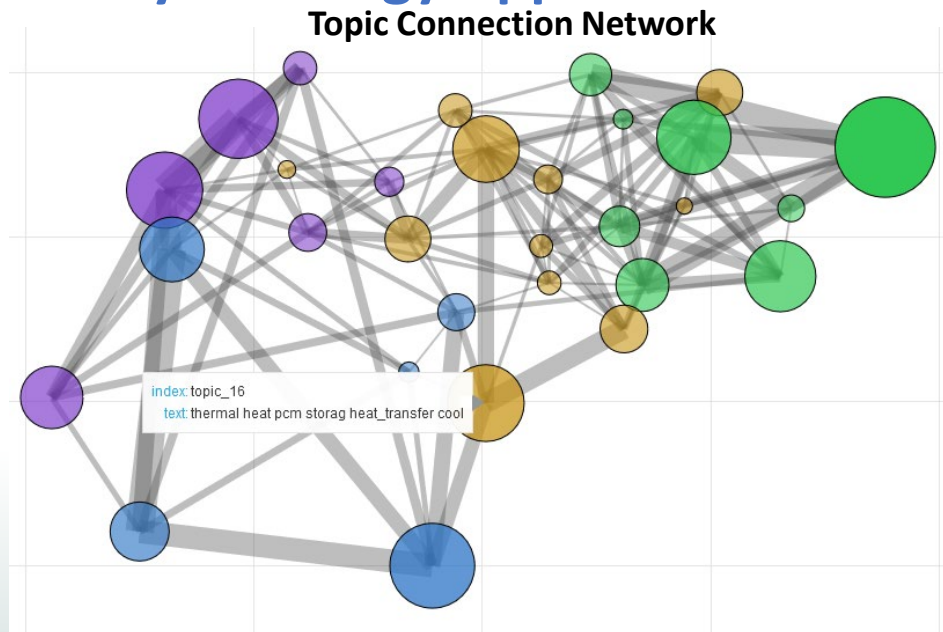 Topic Connection Network
index: topic_16
text: thermal heat pcm storag heat_transfer cool